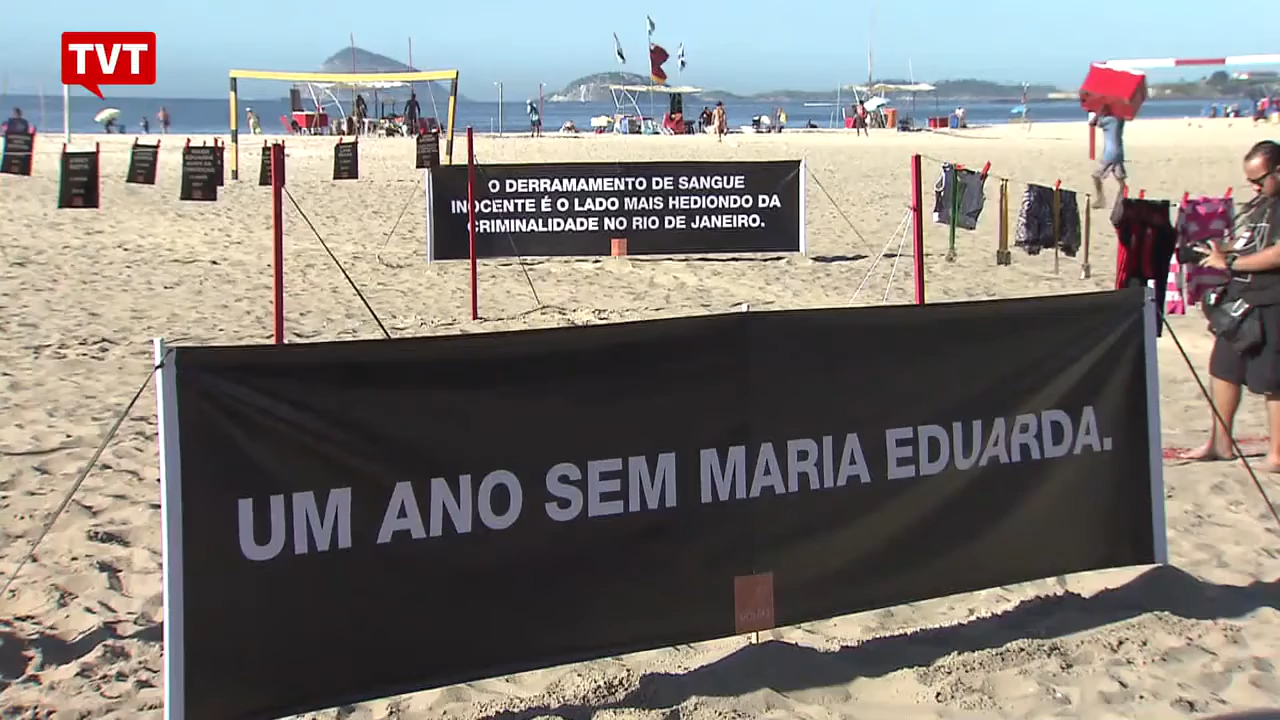 TVT
O DERRAMAMENTO DE SANGUE
INOCENTE É O LADO MAIS HEDIONDO DA
CRIMINALIDADE NO RIO DE JANEIRO.
UM ANO SEM MARIA EDUARDA.